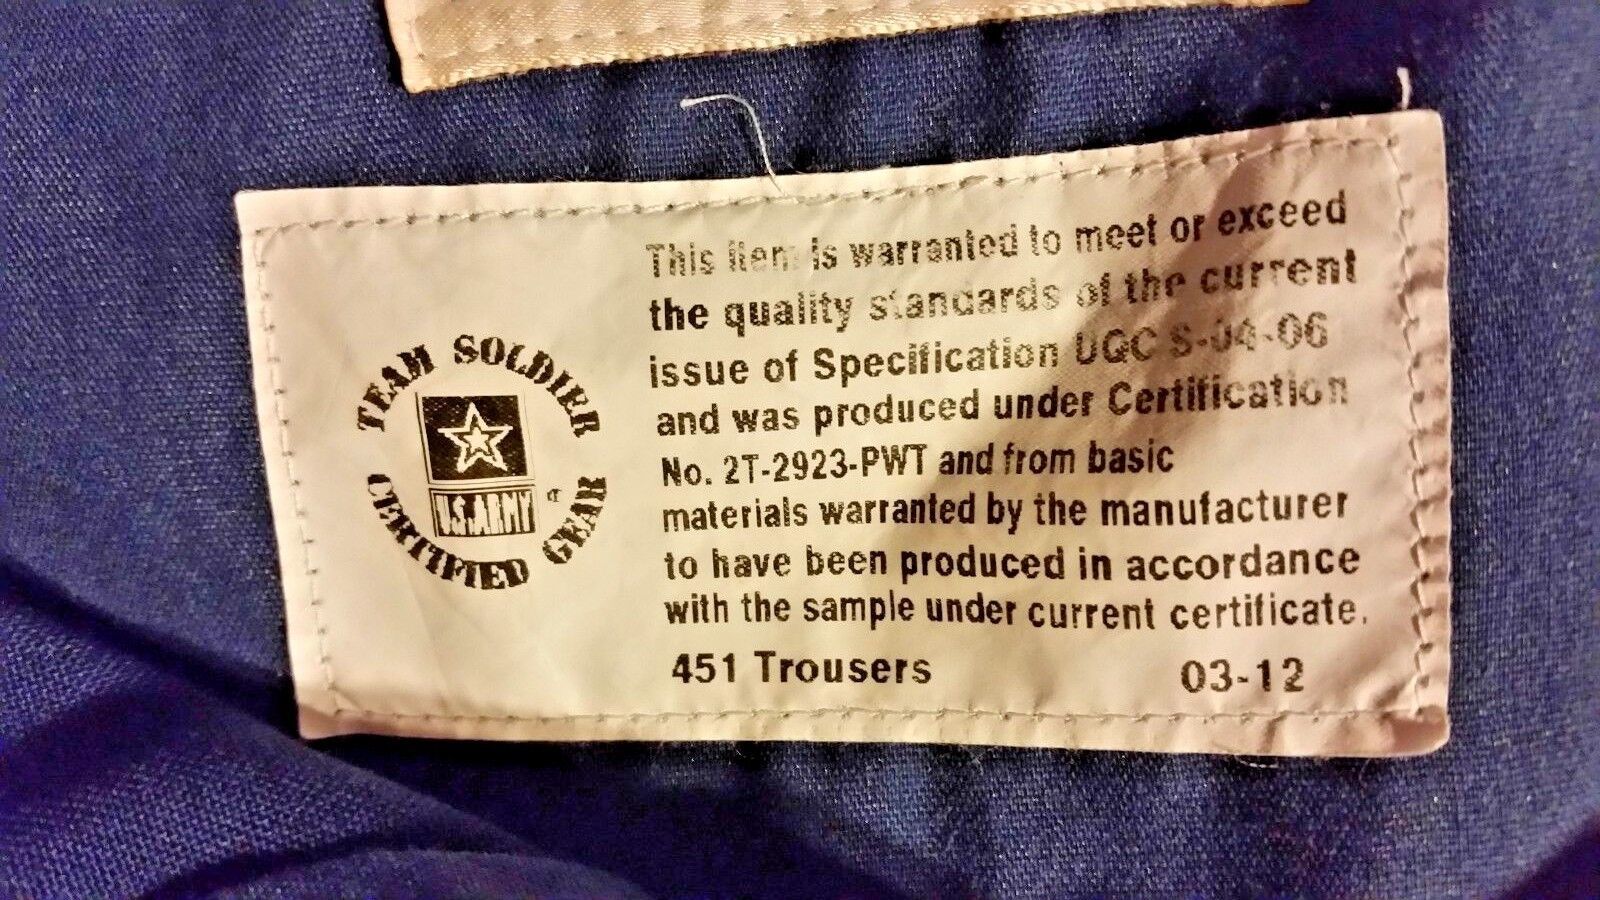 TEAM SOLDIER
U.S.ARMY
CERTIFIED GEAR
This item is warranted to meet or exceed
the quality standards of the current
issue of Specification UQC S-04-06
and was produced under Certification
No. 2T-2923-PWT and from basic
materials warranted by the manufacturer
to have been produced in accordance
with the sample under current certificate.
451 Trousers 03-12